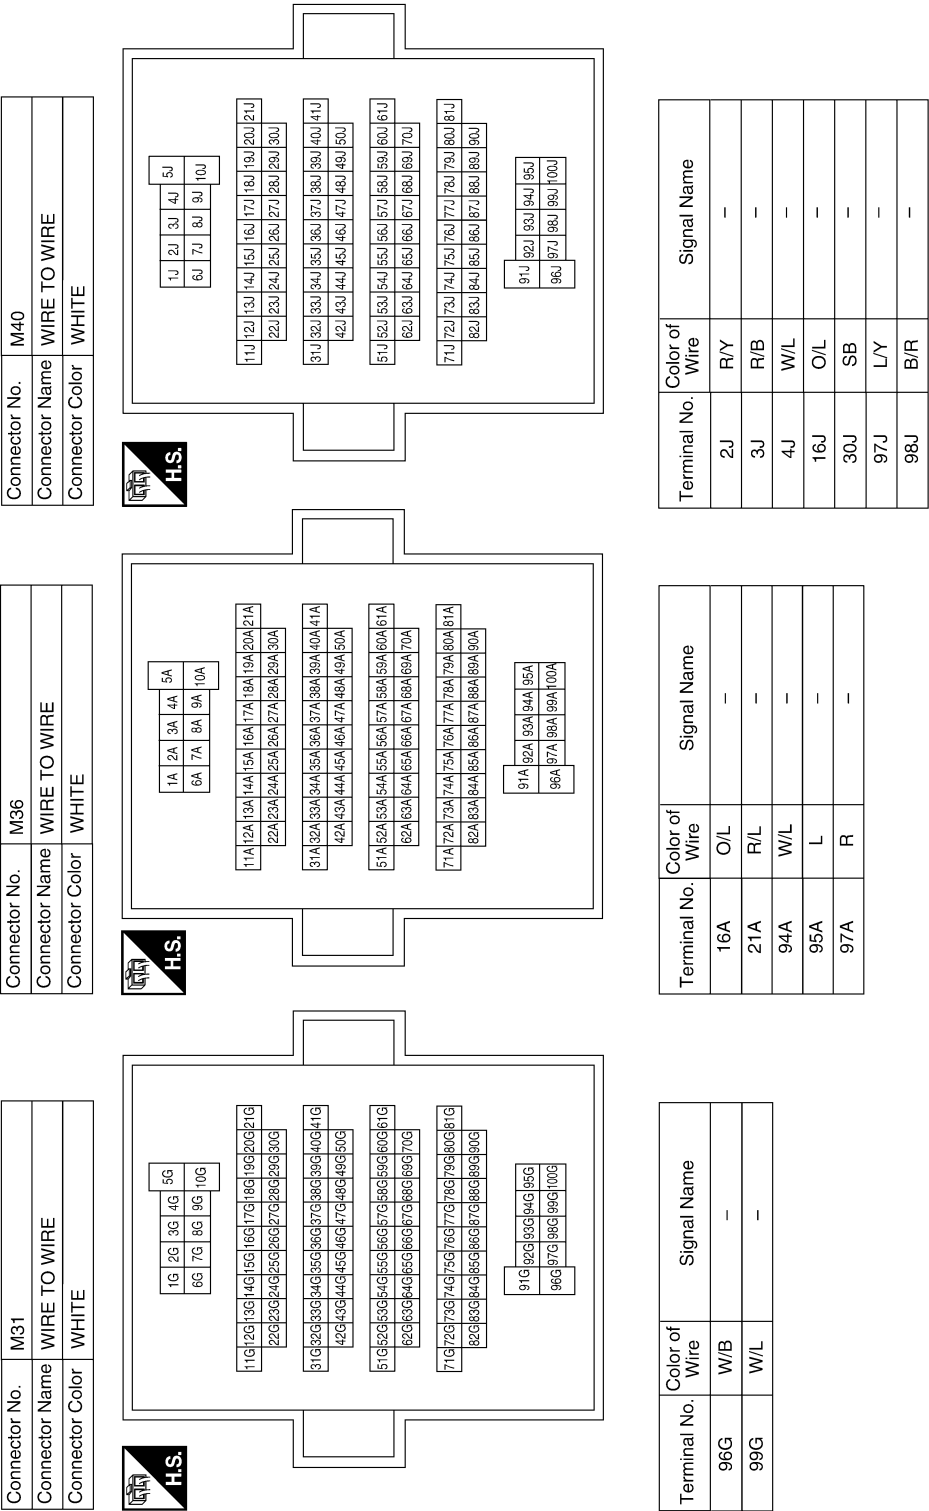 Connector No. M31
Connector Name WIRE TO WIRE
Connector Color WHITE
H.S.
1G 2G 3G 4G 5G
6G 7G 8G 9G 10G
11G 12G 13G 14G 15G 16G 17G 18G 19G 20G 21G
22G 23G 24G 25G 26G 27G 28G 29G 30G
31G 32G 33G 34G 35G 36G 37G 38G 39G 40G 41G
42G 43G 44G 45G 46G 47G 48G 49G 50G
51G 52G 53G 54G 55G 56G 57G 58G 59G 60G 61G
62G 63G 64G 65G 66G 67G 68G 69G 70G
71G 72G 73G 74G 75G 76G 77G 78G 79G 80G 81G
82G 83G 84G 85G 86G 87G 88G 89G 90G
91G 92G 93G 94G 95G
96G 97G 98G 99G 100G
Terminal No. Color of Wire Signal Name
96G W/B –
99G W/L –
Connector No. M36
Connector Name WIRE TO WIRE
Connector Color WHITE
H.S.
1A 2A 3A 4A 5A
6A 7A 8A 9A 10A
11A 12A 13A 14A 15A 16A 17A 18A 19A 20A 21A
22A 23A 24A 25A 26A 27A 28A 29A 30A
31A 32A 33A 34A 35A 36A 37A 38A 39A 40A 41A
42A 43A 44A 45A 46A 47A 48A 49A 50A
51A 52A 53A 54A 55A 56A 57A 58A 59A 60A 61A
62A 63A 64A 65A 66A 67A 68A 69A 70A
71A 72A 73A 74A 75A 76A 77A 78A 79A 80A 81A
82A 83A 84A 85A 86A 87A 88A 89A 90A
91A 92A 93A 94A 95A
96A 97A 98A 99A 100A
Terminal No. Color of Wire Signal Name
16A O/L –
21A R/L –
94A W/L –
95A L –
97A R –
Connector No. M40
Connector Name WIRE TO WIRE
Connector Color WHITE
H.S.
1J 2J 3J 4J 5J
6J 7J 8J 9J 10J
11J 12J 13J 14J 15J 16J 17J 18J 19J 20J 21J
22J 23J 24J 25J 26J 27J 28J 29J 30J
31J 32J 33J 34J 35J 36J 37J 38J 39J 40J 41J
42J 43J 44J 45J 46J 47J 48J 49J 50J
51J 52J 53J 54J 55J 56J 57J 58J 59J 60J 61J
62J 63J 64J 65J 66J 67J 68J 69J 70J
71J 72J 73J 74J 75J 76J 77J 78J 79J 80J 81J
82J 83J 84J 85J 86J 87J 88J 89J 90J
91J 92J 93J 94J 95J
96J 97J 98J 99J 100J
Terminal No. Color of Wire Signal Name
2J R/Y –
3J R/B –
4J W/L –
16J O/L –
30J SB –
97J L/Y –
98J B/R –